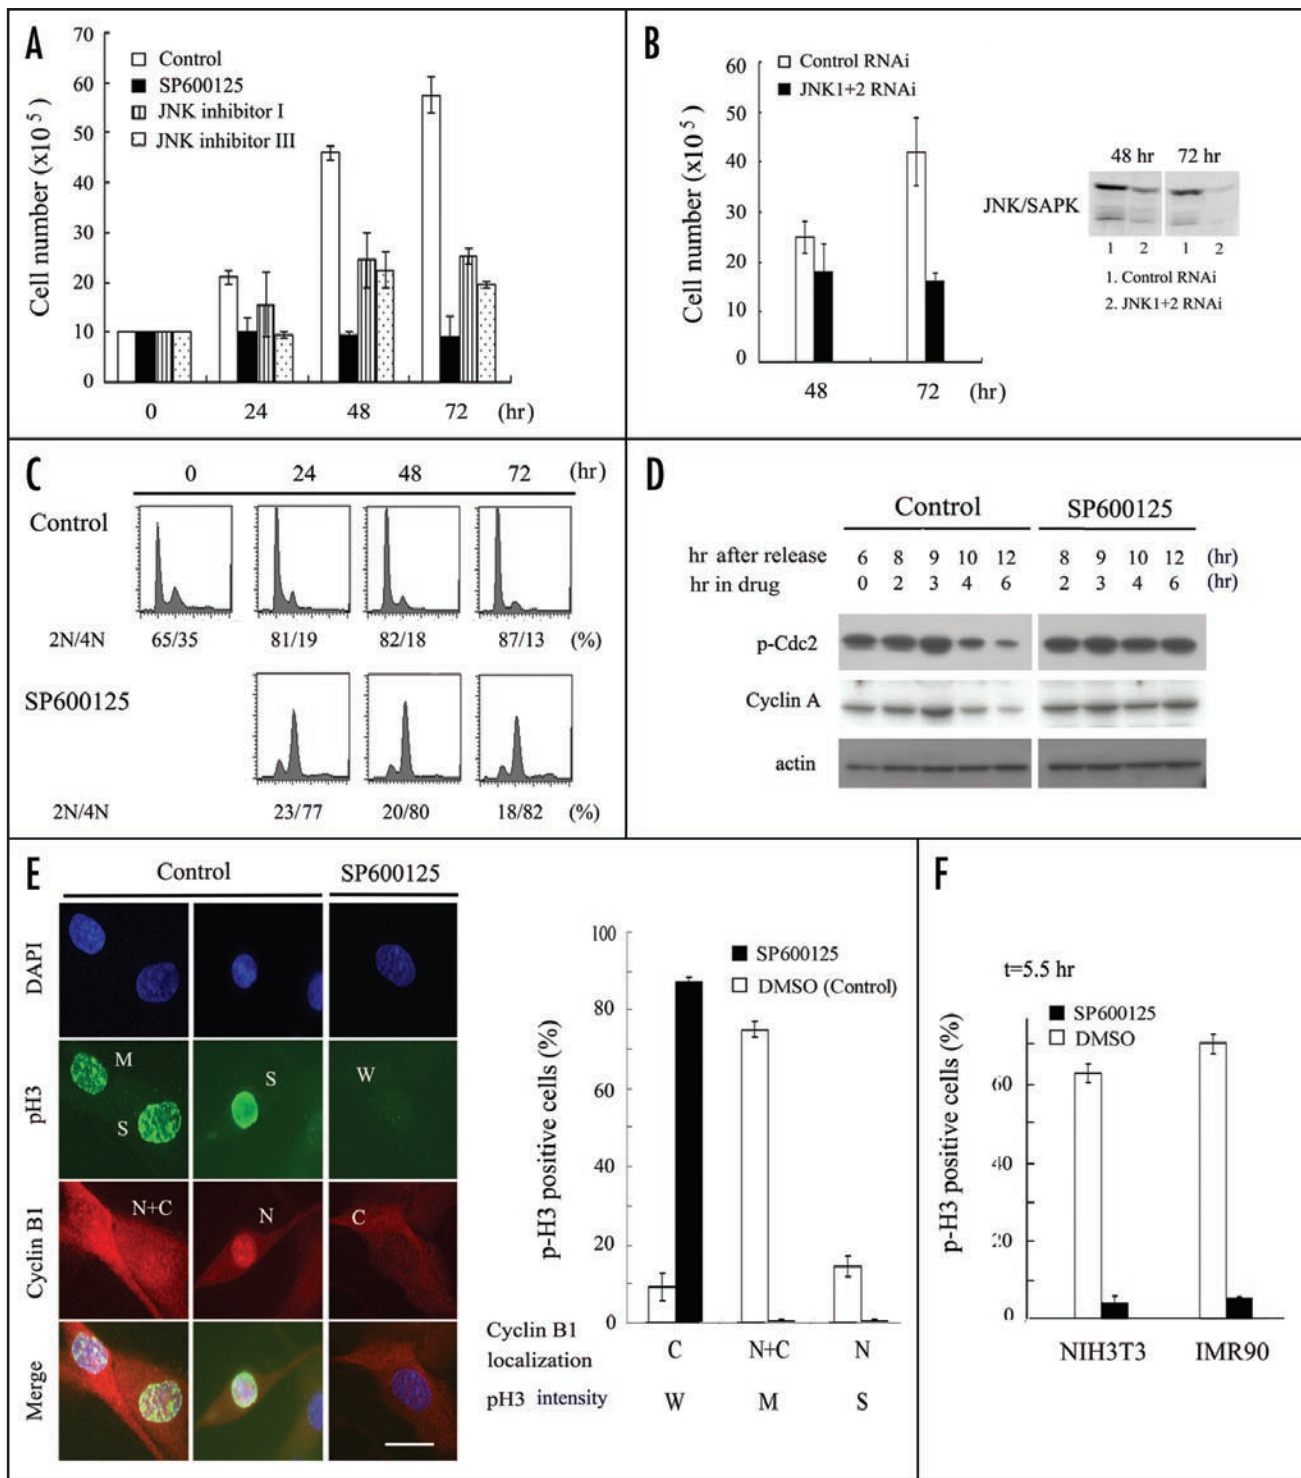 A
Control
SP600125
JNK inhibitor I
JNK inhibitor III
Cell number (x10 5)
70
60
50
40
30
20
10
0
0 24 48 72 (hr)
B
Control RNAi
JNK1+2 RNAi
Cell number (x10 5)
60
50
40
30
20
10
0
48 72 (hr)
48 hr 72 hr
JNK/SAPK
1 2 1 2
1. Control RNAi
2. JNK1+2 RNAi
C
0 24 48 72 (hr)
Control
2N/4N 65/35 81/19 82/18 87/13 (%)
SP600125
2N/4N 23/77 20/80 18/82 (%)
D
Control SP600125
hr after release 6 8 9 10 12 8 9 10 12 (hr)
hr in drug 0 2 3 4 6 2 3 4 6 (hr)
p-Cdc2
Cyclin A
actin
E
Control SP600125
DAPI
pH3
M
S
S
W
Cyclin B1
N+C
N
C
Merge
p-H3 positive cells (%)
100
80
60
40
20
0
SP600125
DMSO (Control)
Cyclin B1
localization C N+C N
pH3 intensity W M S
F
t=5.5 hr
SP600125
DMSO
p-H3 positive cells (%)
60
40
20
0
NIH3T3 IMR90